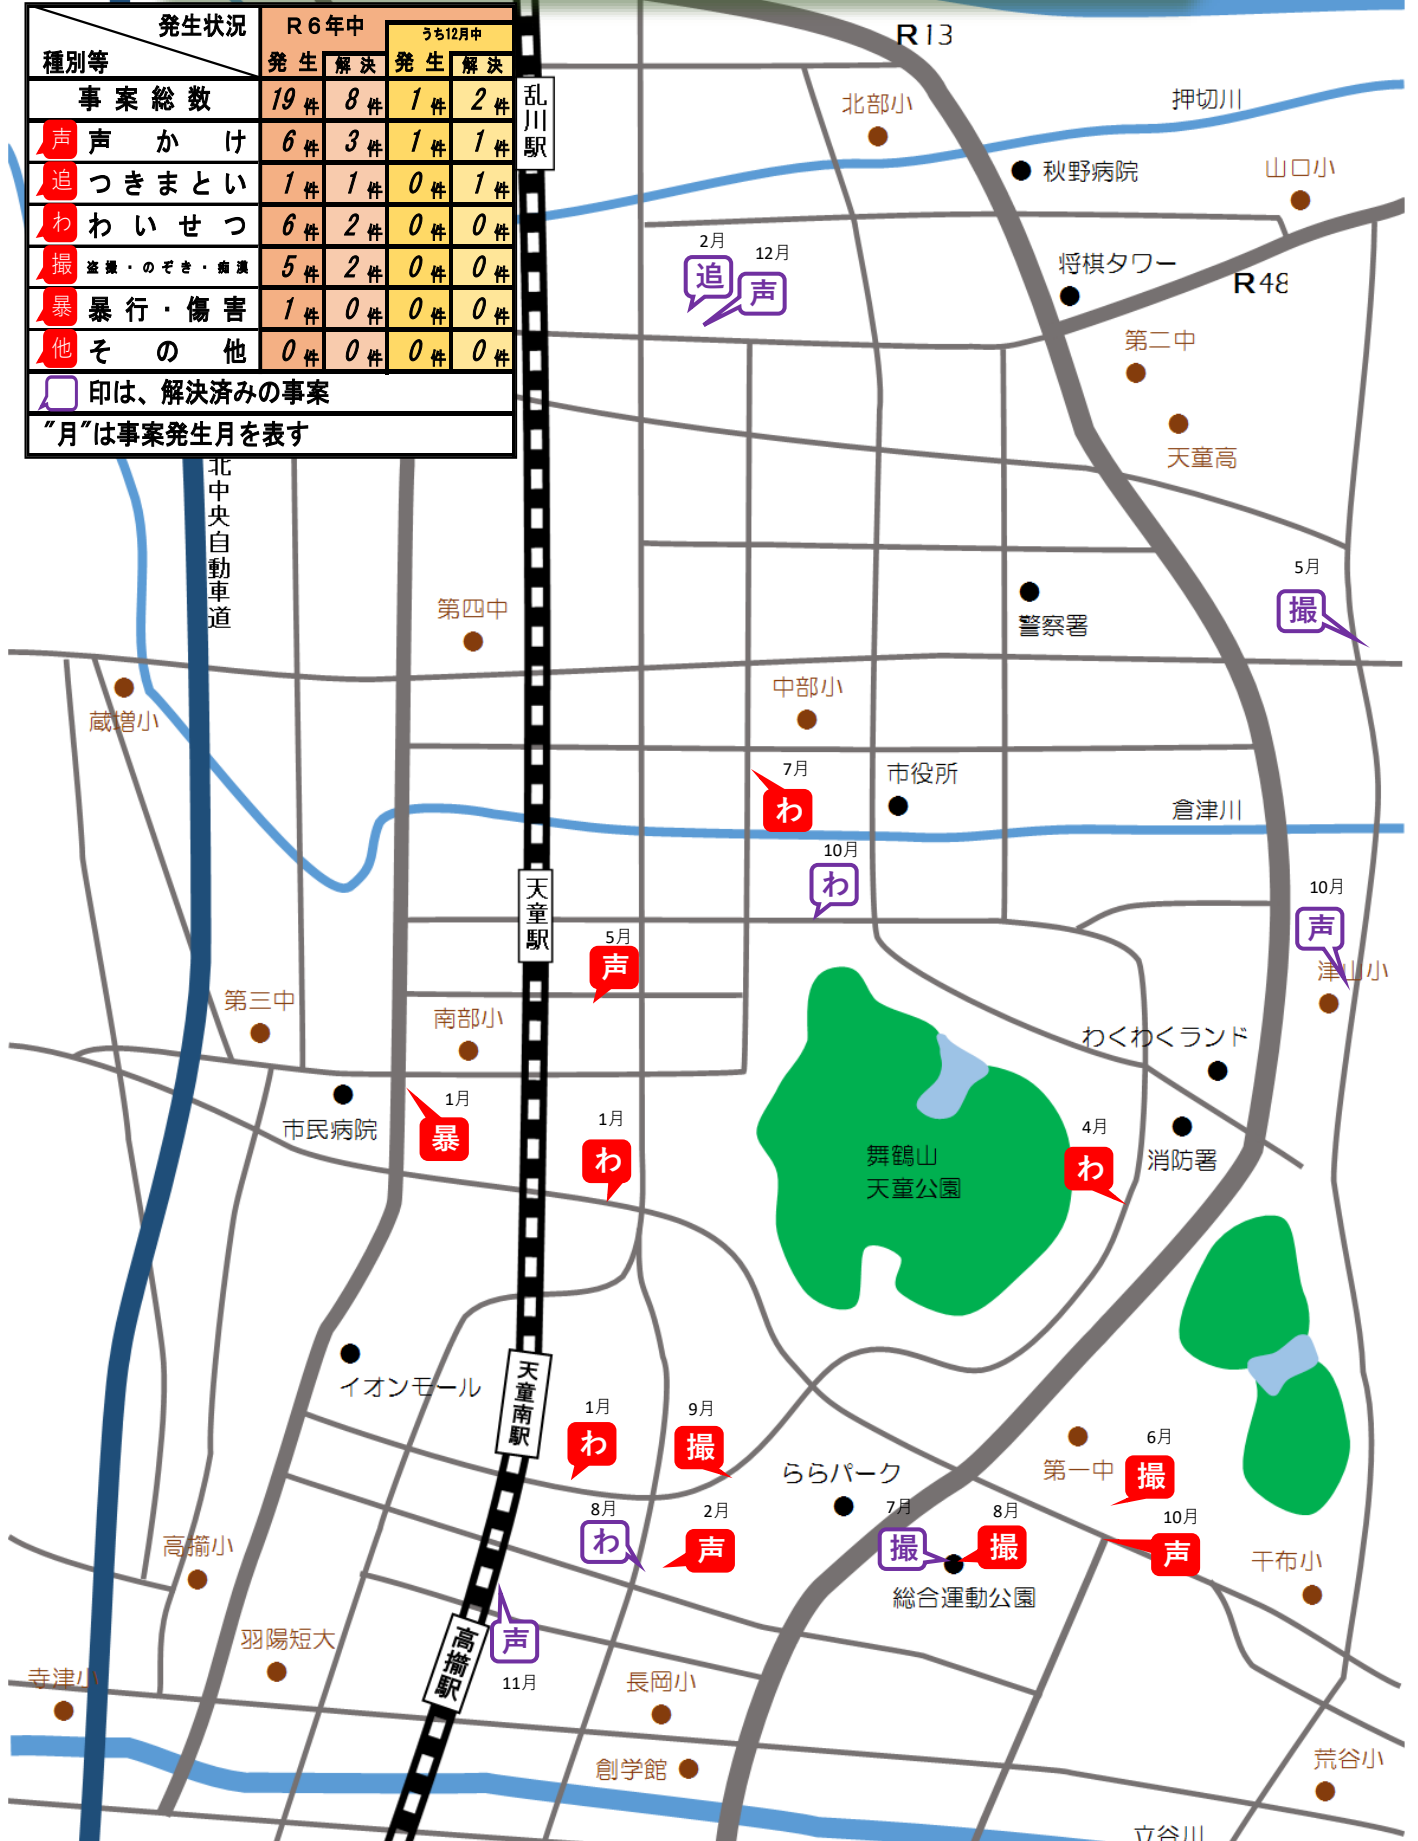 発生状況
種別等
R6年中
うち12月中
発生 解決 発生 解決
事案総数 19件 8件 1件 2件
声 声かけ 6件 3件 1件 1件
追 つきまとい 1件 1件 0件 1件
わ わいせつ 6件 2件 0件 0件
撮 盗撮・のぞき・痴漢 5件 2件 0件 0件
暴 暴行・傷害 1件 0件 0件 0件
他 その他 0件 0件 0件 0件
印は、解決済みの事案
"月"は事案発生月を表す
R13
乱川駅
北部小
押切川
秋野病院
山口小
2月
追
12月
声
将棋タワー
R48
第二中
天童高
北中央自動車道
5月
撮
第四中
警察署
中部小
蔵増小
7月
わ
市役所
倉津川
10月
わ
天童駅
10月
声
津山小
5月
声
第三中
南部小
わくわくランド
1月
暴
市民病院
1月
わ
4月
わ
舞鶴山
天童公園
消防署
イオンモール
天童南駅
1月
わ
9月
撮
ららパーク
第一中
6月
撮
8月
わ
2月
声
7月
撮
8月
撮
総合運動公園
10月
声
干布小
高擶小
声
11月
高擶駅
羽陽短大
寺津小
長岡小
創学館
荒谷小
立谷川